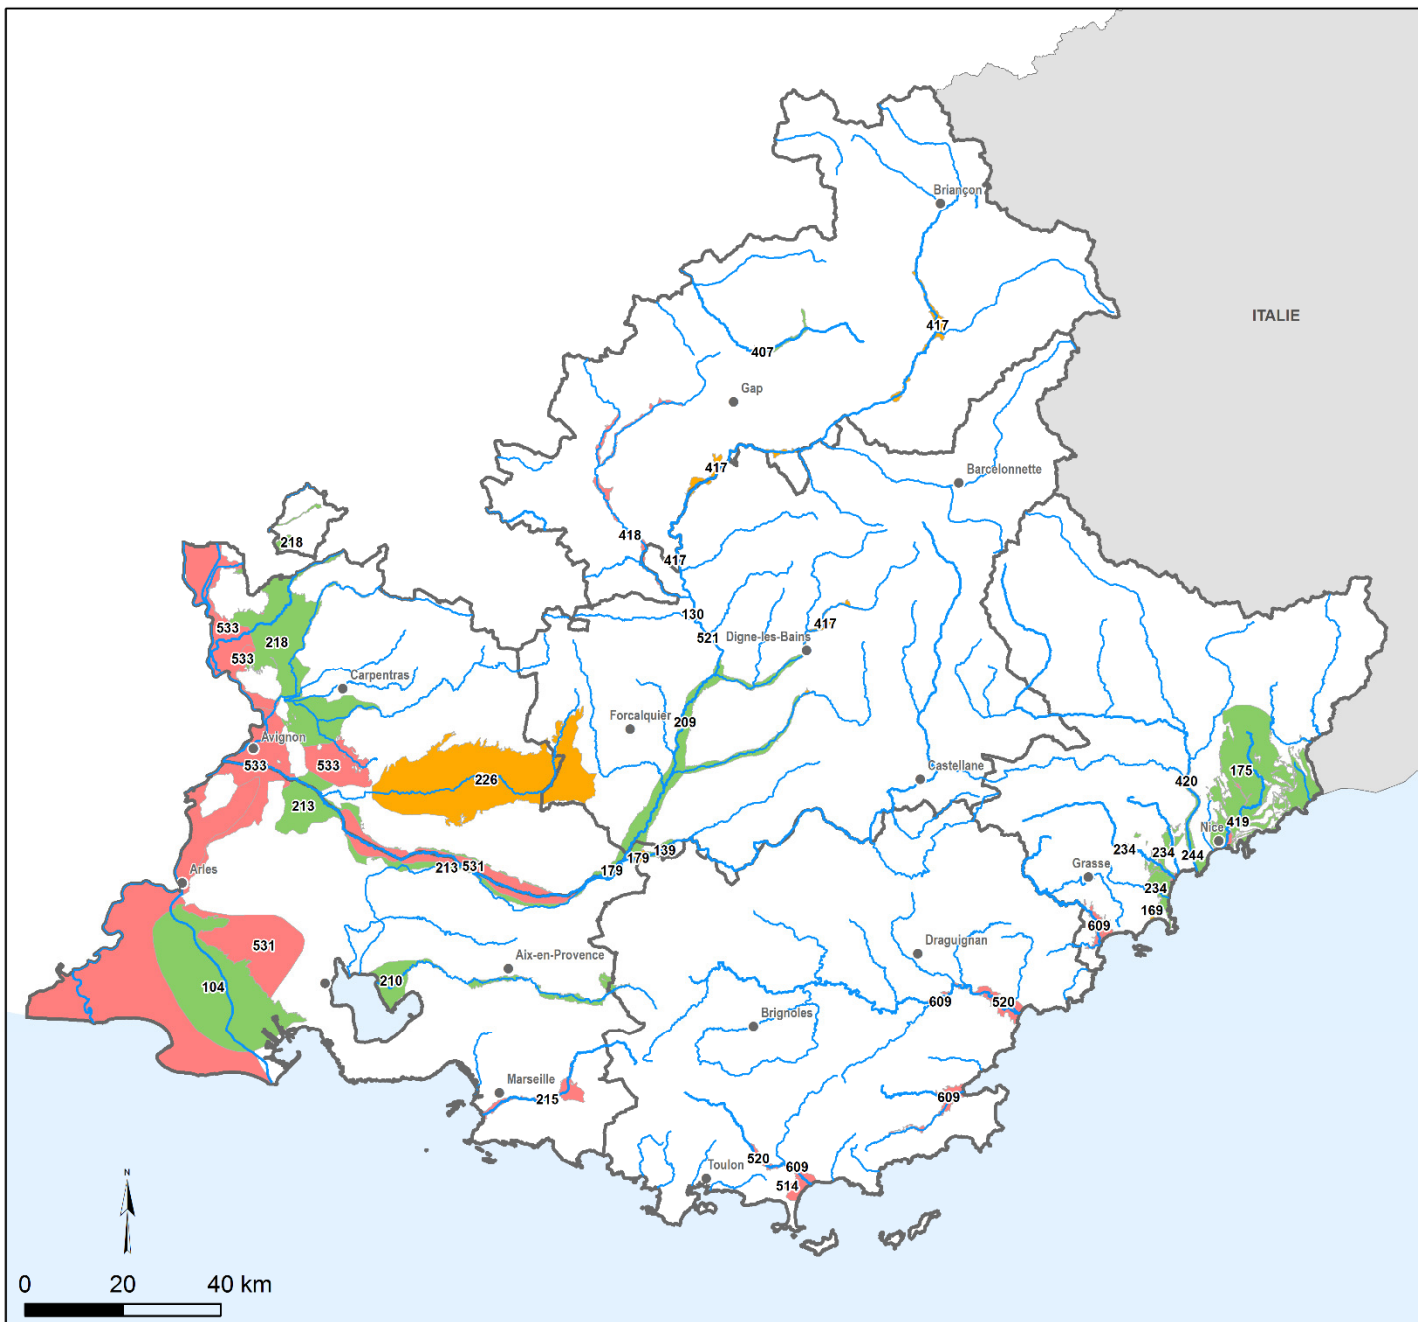 Briançon
ITALIE
417
407
Gap
417
Barcelonnette
418
218
417
130
533
417
521
218
533
Digne-les-Bains
Carpentras
Forcalquier
209
Avignon
533
533
226
Castellane
175
420
213
419
Nice
139
234
234
244
179
213
531
179
Grasse
Arles
234
169
609
531
Draguignan
Aix-en-Provence
210
104
609
520
Brignoles
Marseille
215
609
520
609
Toulon
514
N
0 20 40 km